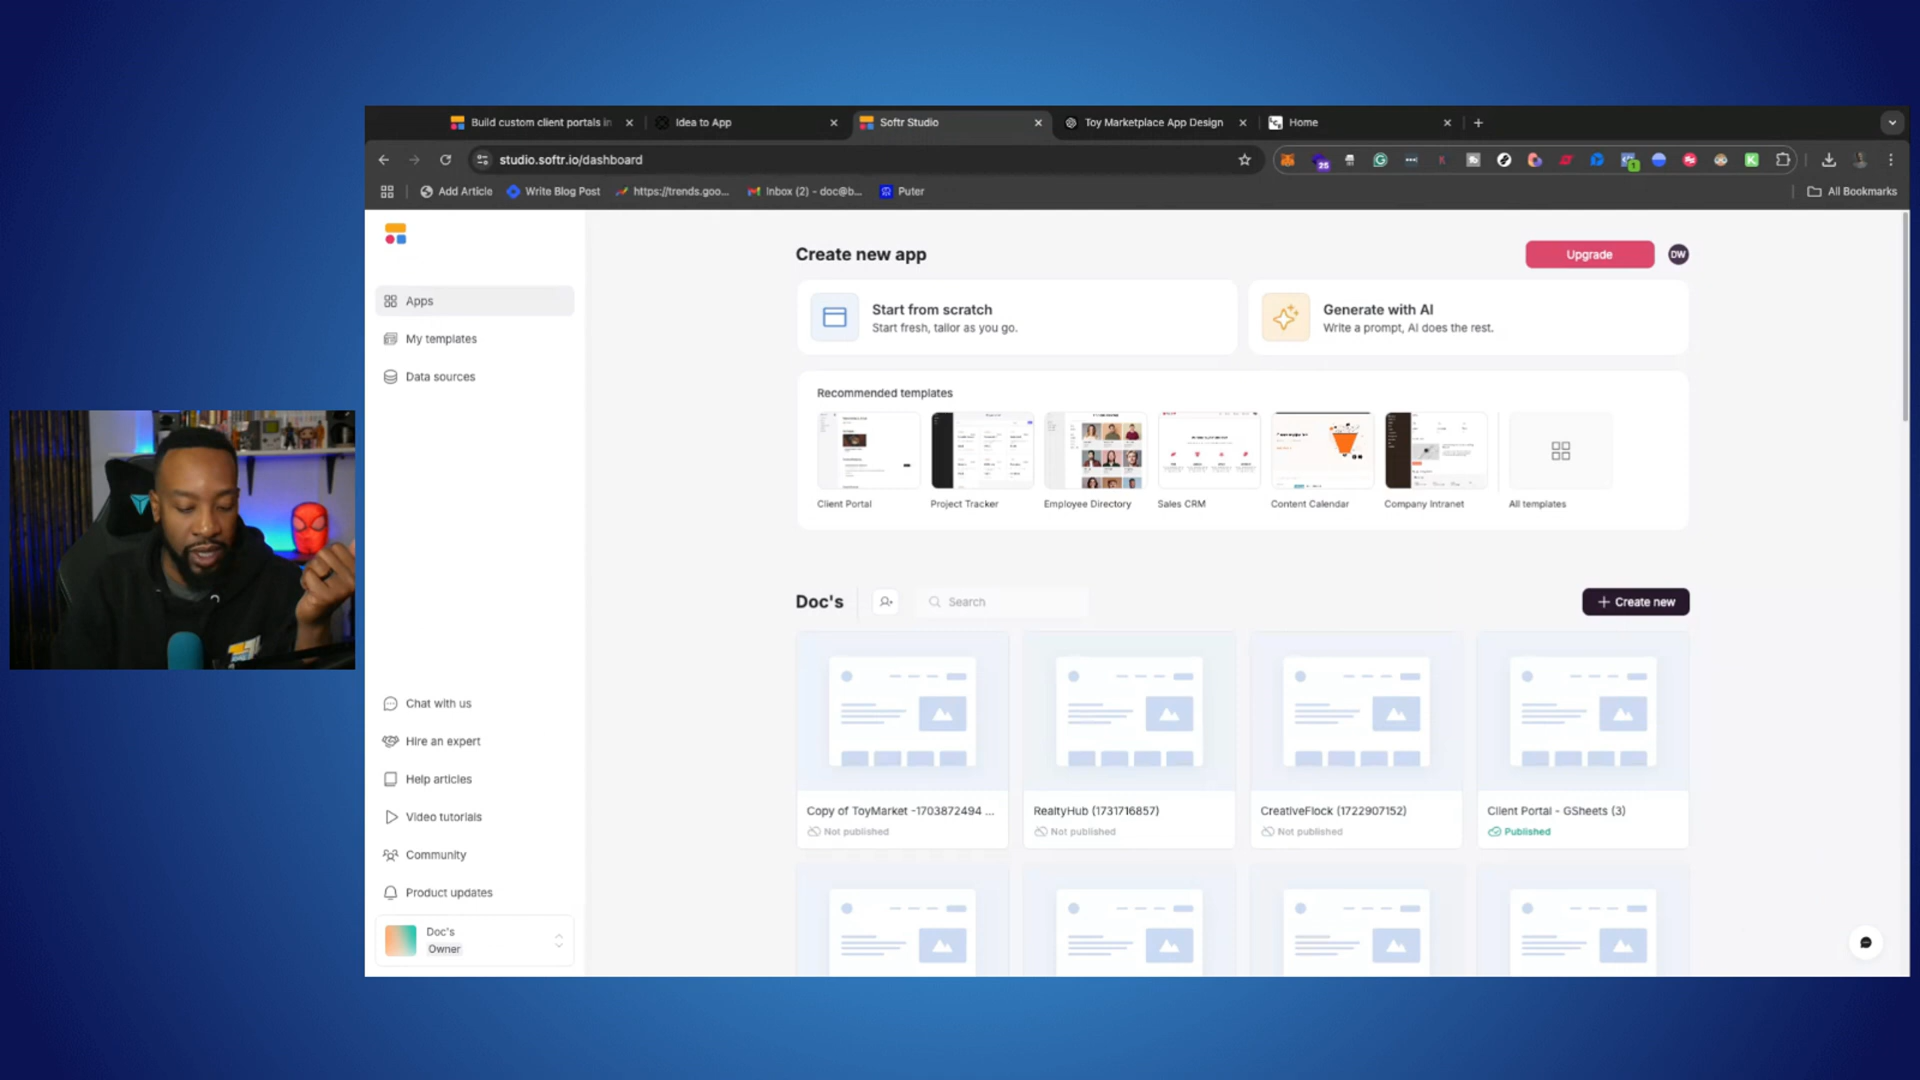 Build custom client portals in
Idea to App
Softr Studio
Toy Marketplace App Design
Home
studio.softr.io/dashboard
25
1
Add Article
Write Blog Post
https://trends.goo...
Inbox (2) - doc@b...
Puter
All Bookmarks
Apps
My templates
Data sources
Chat with us
Hire an expert
Help articles
Video tutorials
Community
Product updates
Doc's
Owner
Create new app
Upgrade
DW
Start from scratch
Start fresh, tailor as you go.
Generate with AI
Write a prompt, AI does the rest.
Recommended templates
Client Portal
Project Tracker
Employee Directory
Sales CRM
Content Calendar
Company Intranet
All templates
Doc's
Search
Create new
Copy of ToyMarket -1703872494 ...
Not published
RealtyHub (1731716857)
Not published
CreativeFlock (1722907152)
Not published
Client Portal - GSheets (3)
Published